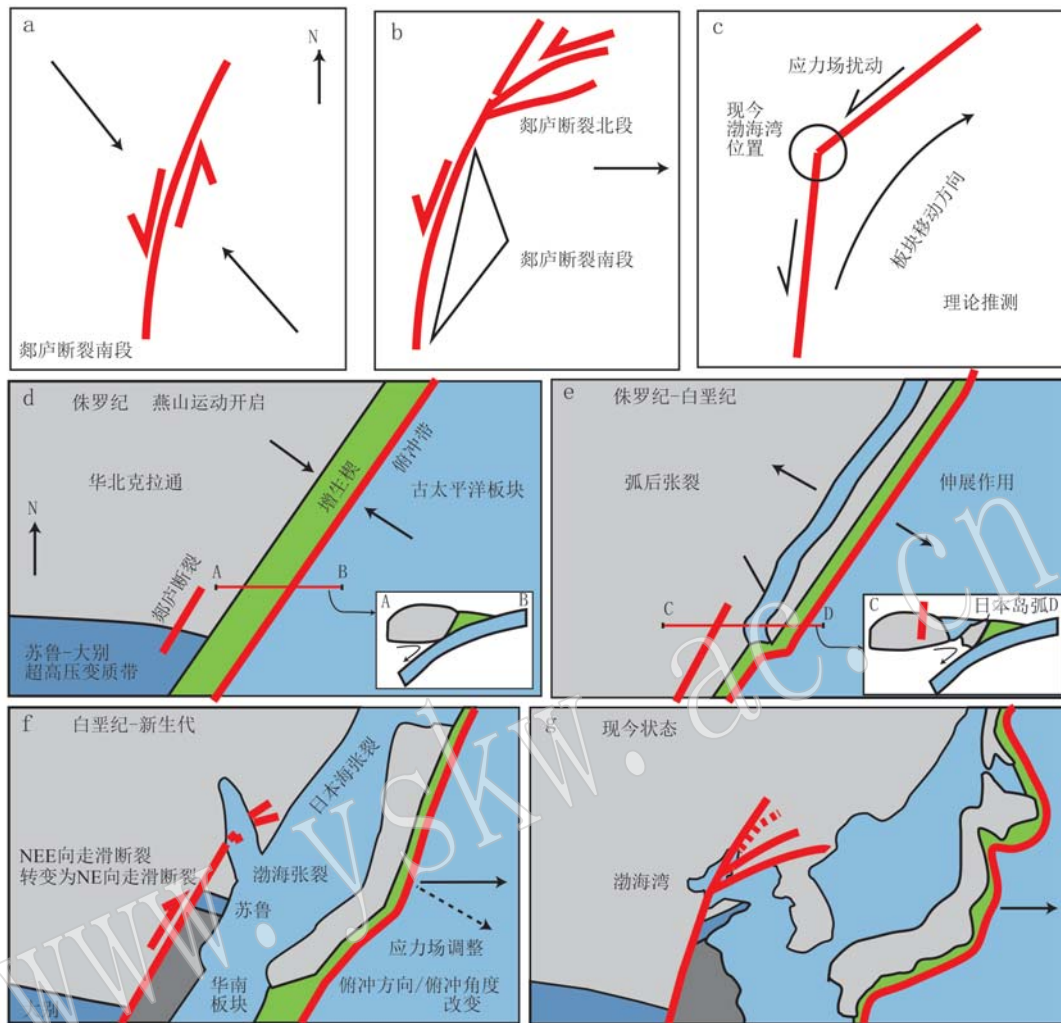 a
N
郯庐断裂南段
b
郯庐断裂北段
郯庐断裂南段
c
应力场扰动
现今
渤海湾
位置
板块移动方向
理论推测
d
侏罗纪 燕山运动开启
华北克拉通
增生楔
俯冲带
古太平洋板块
N
郯庐断裂
A
B
苏鲁-大别
超高压变质带
A
B
e
侏罗纪-白垩纪
弧后张裂
伸展作用
C
D
C
日本岛弧D
f
白垩纪-新生代
日本海张裂
NEE向走滑断裂
转变为NE向走滑断裂
渤海张裂
苏鲁
应力场调整
华南
板块
俯冲方向/俯冲角度
改变
大别
g
现今状态
渤海湾
www.yskw.ac.cn